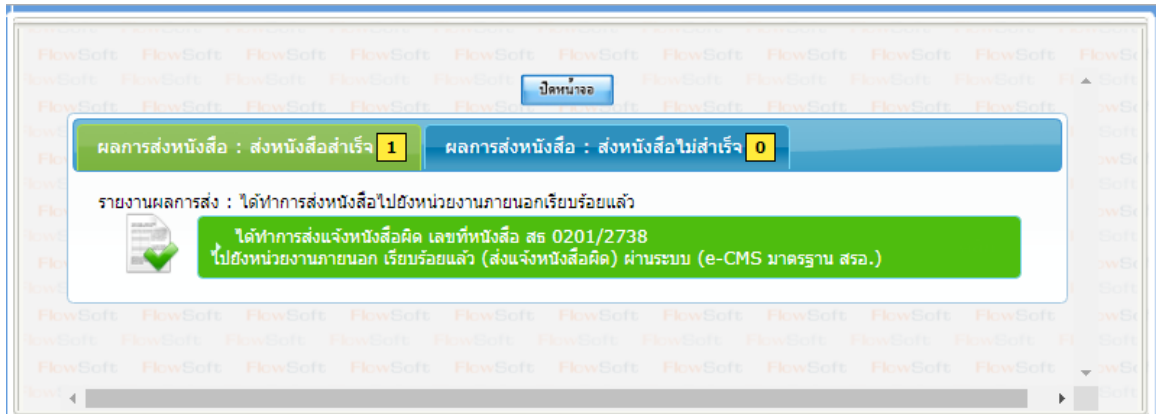 ปิดหน้าจอ
ผลการส่งหนังสือ : ส่งหนังสือสำเร็จ 1 ผลการส่งหนังสือ : ส่งหนังสือไม่สำเร็จ 0
รายงานผลการส่ง : ได้ทำการส่งหนังสือไปยังหน่วยงานภายนอกเรียบร้อยแล้ว
ได้ทำการส่งแจ้งหนังสือผิด เลขที่หนังสือ สธ 0201/2738
ไปยังหน่วยงานภายนอก เรียบร้อยแล้ว (ส่งแจ้งหนังสือผิด) ผ่านระบบ (e-CMS มาตรฐาน สรอ.)
FlowSoft FlowSoft FlowSoft FlowSoft FlowSoft FlowSoft FlowSoft FlowSoft FlowSoft FlowSoft